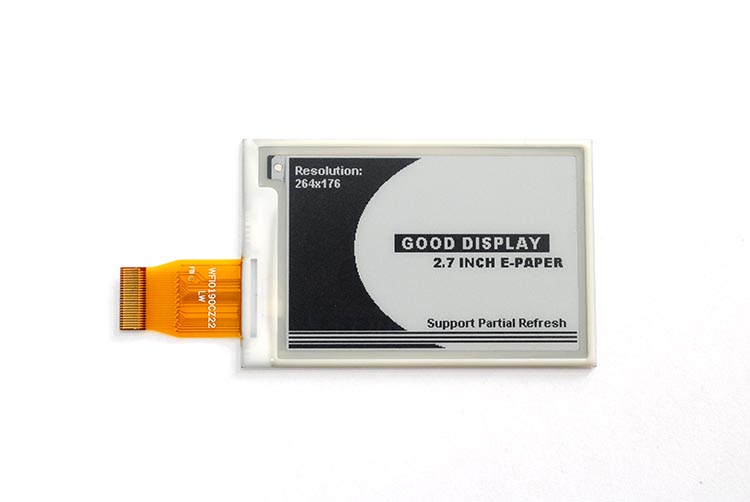 Resolution:
264x176
GOOD DISPLAY
2.7 INCH E-PAPER
Support Partial Refresh
WFI0190CZ22
LW